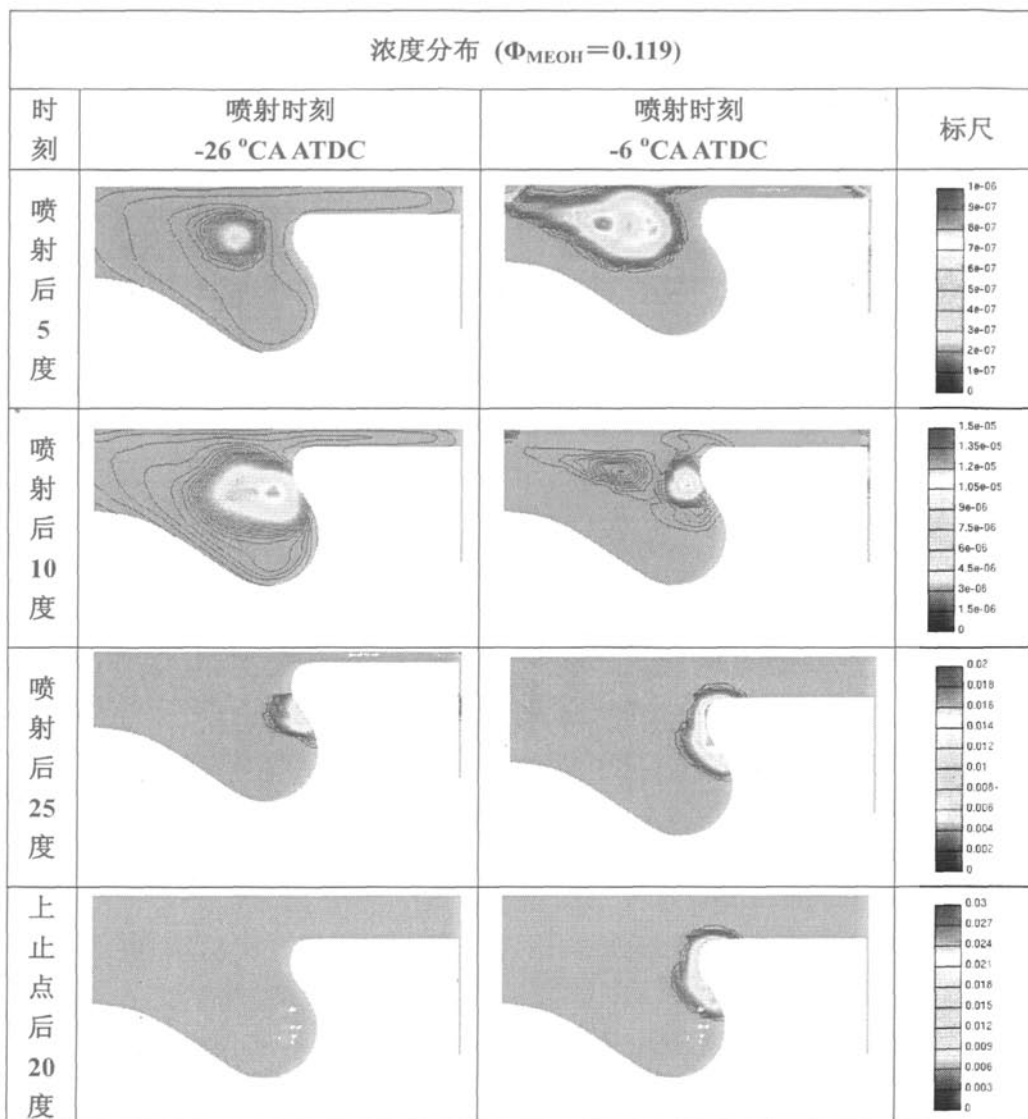 浓度分布 (ΦMEOH＝0.119)
时刻
喷射时刻
-26 °CA ATDC
喷射时刻
-6 °CA ATDC
标尺
喷射后5度
1e-06
9e-07
8e-07
7e-07
6e-07
5e-07
4e-07
3e-07
2e-07
1e-07
0
喷射后10度
1.5e-05
1.35e-05
1.2e-05
1.05e-05
9e-06
7.5e-06
6e-06
4.5e-06
3e-06
1.5e-06
0
喷射后25度
0.02
0.018
0.016
0.014
0.012
0.01
0.008
0.006
0.004
0.002
0
上止点后20度
0.03
0.027
0.024
0.021
0.018
0.015
0.012
0.009
0.006
0.003
0